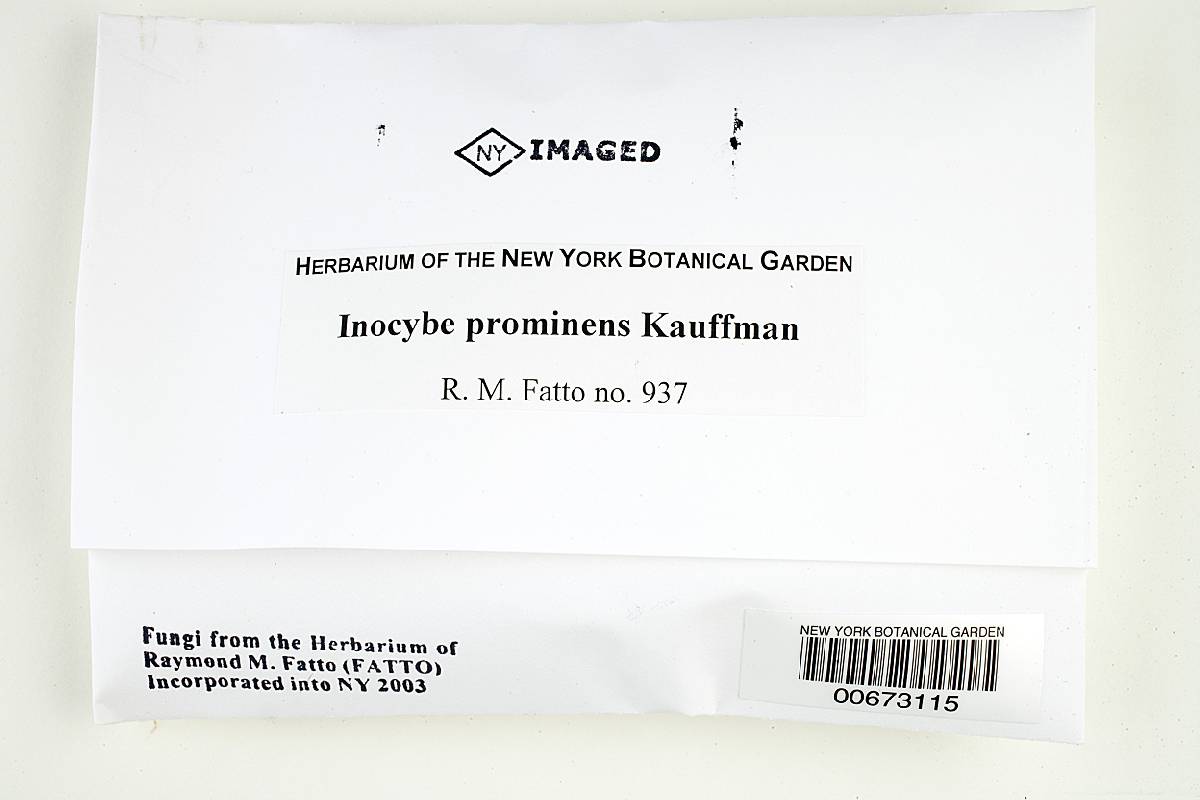 NY IMAGED
HERBARIUM OF THE NEW YORK BOTANICAL GARDEN
Inocybe prominens Kauffman
R. M. Fatto no. 937
Fungi from the Herbarium of
Raymond M. Fatto (FATTO)
Incorporated into NY 2003
NEW YORK BOTANICAL GARDEN
00673115